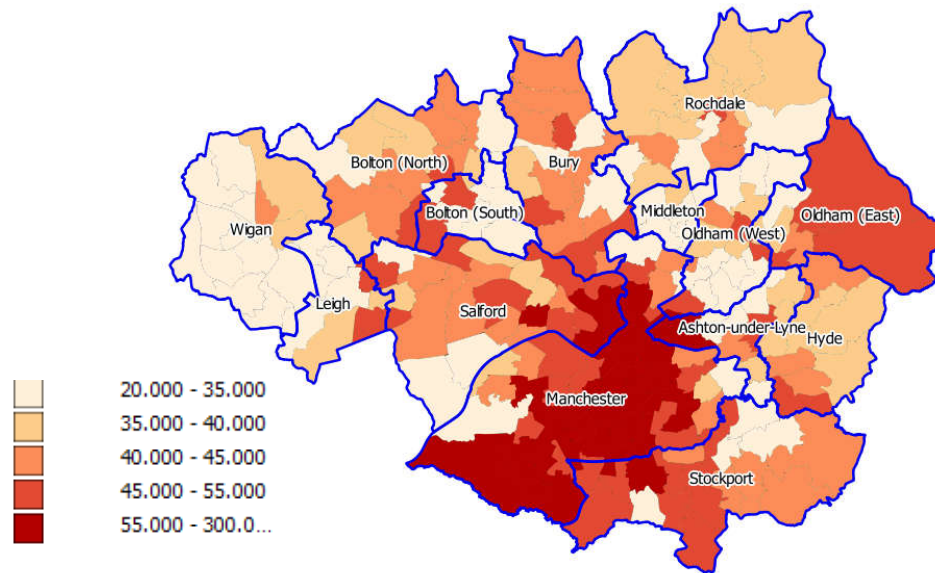 Rochdale
Bolton (North)
Bury
Bolton (South)
Middleton
Oldham (East)
Wigan
Oldham (West)
Leigh
Salford
Ashton-under-Lyne
Hyde
Manchester
Stockport
20.000 - 35.000
35.000 - 40.000
40.000 - 45.000
45.000 - 55.000
55.000 - 300.0...